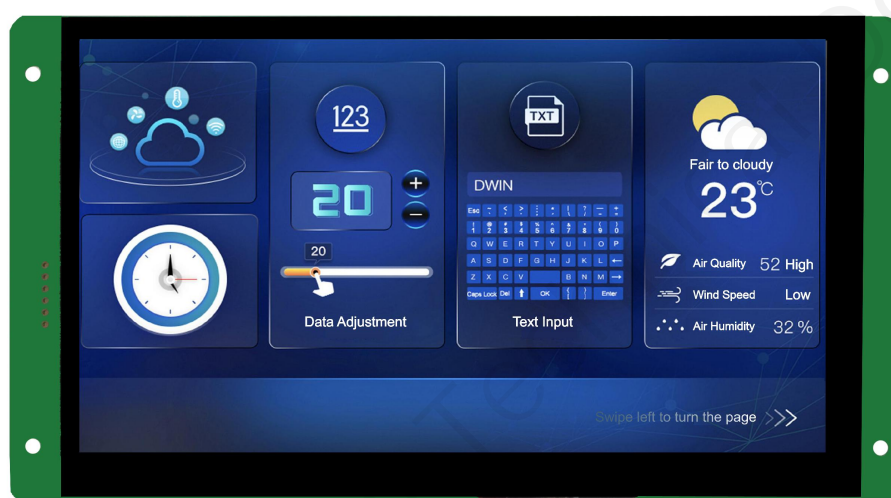 123
20
+
−
20
Data Adjustment
TXT
DWIN
Esc
Q W E R T Y U I O P
A S D F G H J K L ←
Z X C V B N M →
Caps Lock Del OK Enter
Text Input
Fair to cloudy
23℃
Air Quality 52 High
Wind Speed Low
Air Humidity 32 %
Swipe left to turn the page